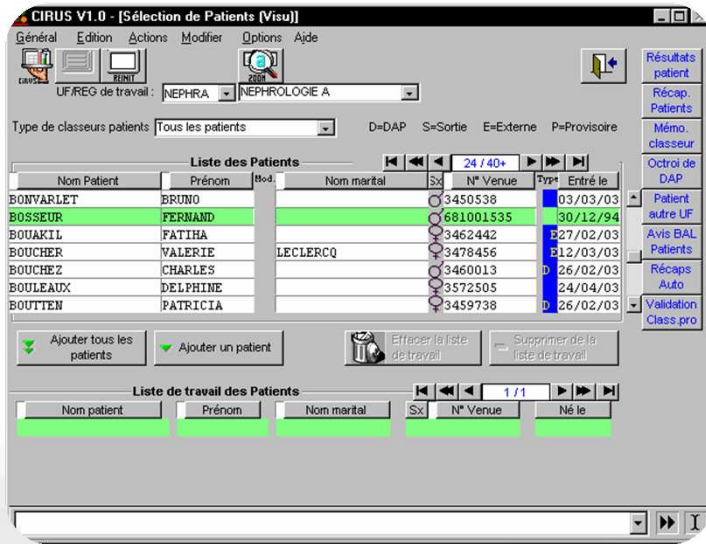 CIRUS V1.0 - [Sélection de Patients (Visu)]
Général Edition Actions Modifier Options Aide
CIRUS REINIT ZOOM
UF/REG de travail : NEPHRA NEPHROLOGIE A
Type de classeurs patients Tous les patients D=DAP S=Sortie E=Externe P=Provisoire
Liste des Patients 24 / 40+
Nom Patient Prénom Mod. Nom marital Sx N° Venue Type Entré le
BONVARLET BRUNO 3450538 03/03/03
BOSSEUR FERNAND 681001535 30/12/94
BOUAKIL FATIHA 3462442 E 27/02/03
BOUCHER VALERIE LECLERCQ 3478456 E 12/03/03
BOUCHEZ CHARLES 3460013 D 26/02/03
BOULEAUX DELPHINE 3572505 24/04/03
BOUTTEN PATRICIA 3459738 D 26/02/03
Ajouter tous les patients Ajouter un patient Effacer la liste de travail Supprimer de la liste de travail
Liste de travail des Patients 1 / 1
Nom patient Prénom Nom marital Sx N° Venue Né le
Résultats patient
Récap. Patients
Mémo. classeur
Octroi de DAP
Patient autre UF
Avis BAL Patients
Récaps Auto
Validation Class.pro